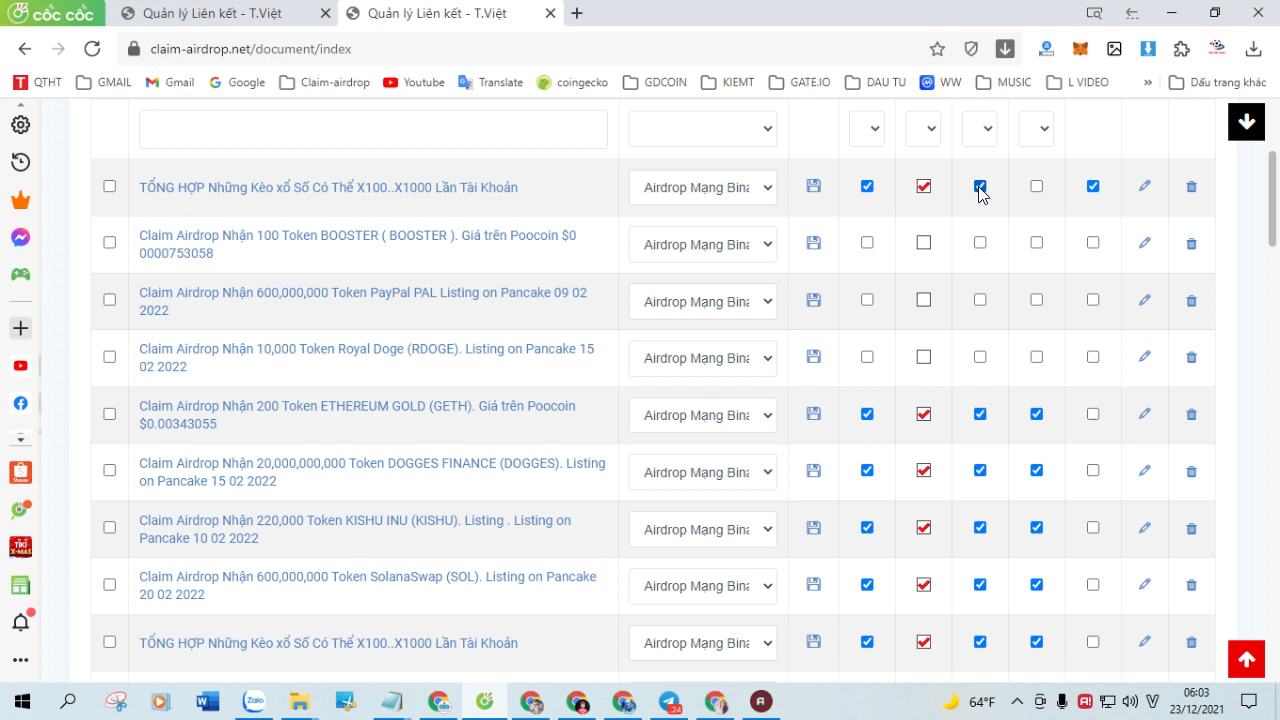 cốc cốc
Quản lý liên kết - T.Việt
Quản lý liên kết - T.Việt
claim-airdrop.net/document/index
QTHT
GMAIL
Gmail
Google
Claim-airdrop
Youtube
Translate
coingecko
GDCOIN
KIEMT
GATE.IO
DAU TU
WW
MUSIC
L VIDEO
»
Dấu trang khác
TỔNG HỢP Những Kèo xổ Số Có Thể X100..X1000 Lần Tài Khoản
Airdrop Mạng Bina
Claim Airdrop Nhận 100 Token BOOSTER ( BOOSTER ). Giá trên Poocoin $0
0000753058
Airdrop Mạng Bina
Claim Airdrop Nhận 600,000,000 Token PayPal PAL Listing on Pancake 09 02
2022
Airdrop Mạng Bina
Claim Airdrop Nhận 10,000 Token Royal Doge (RDOGE). Listing on Pancake 15
02 2022
Airdrop Mạng Bina
Claim Airdrop Nhận 200 Token ETHEREUM GOLD (GETH). Giá trên Poocoin
$0.00343055
Airdrop Mạng Bina
Claim Airdrop Nhận 20,000,000,000 Token DOGGES FINANCE (DOGGES). Listing
on Pancake 15 02 2022
Airdrop Mạng Bina
Claim Airdrop Nhận 220,000 Token KISHU INU (KISHU). Listing . Listing on
Pancake 10 02 2022
Airdrop Mạng Bina
Claim Airdrop Nhận 600,000,000 Token SolanaSwap (SOL). Listing on Pancake
20 02 2022
Airdrop Mạng Bina
TỔNG HỢP Những Kèo xổ Số Có Thể X100..X1000 Lần Tài Khoản
Airdrop Mạng Bina
Zalo
24
64°F
06:03
23/12/2021